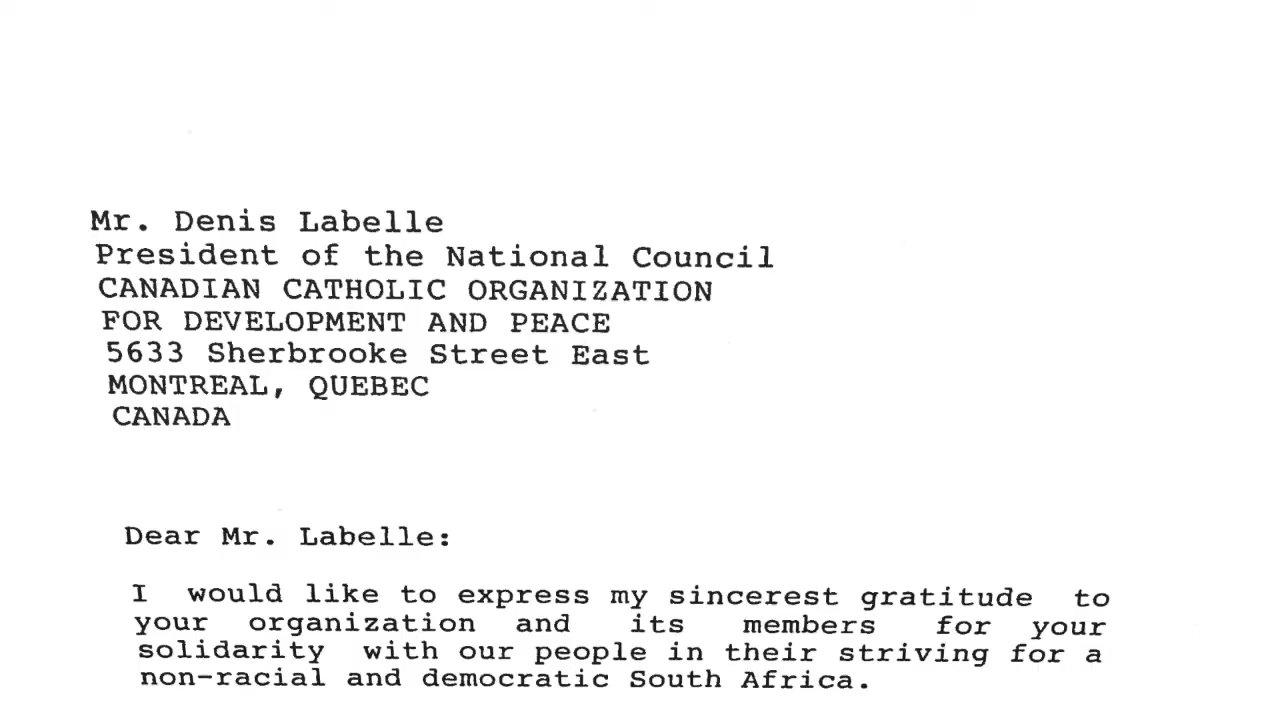 Mr. Denis Labelle
President of the National Council
CANADIAN CATHOLIC ORGANIZATION
FOR DEVELOPMENT AND PEACE
5633 Sherbrooke Street East
MONTREAL, QUEBEC
CANADA
Dear Mr. Labelle:
I would like to express my sincerest gratitude to
your organization and its members for your
solidarity with our people in their striving for a
non-racial and democratic South Africa.